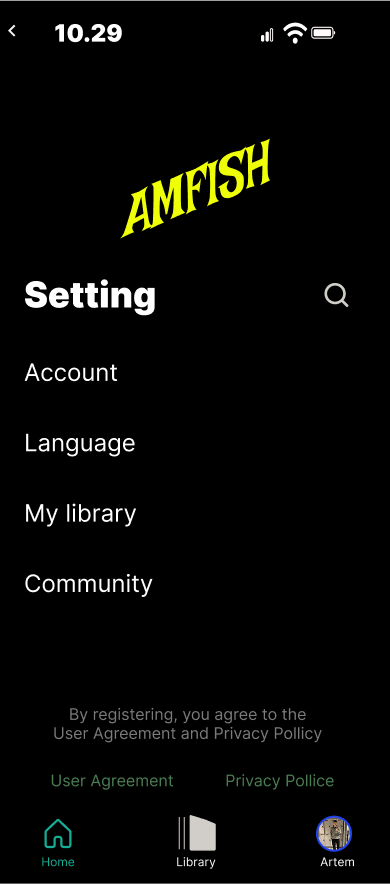 10.29
AMFISH
Setting
Account
Language
My library
Community
By registering, you agree to the
User Agreement and Privacy Pollicy
User Agreement
Privacy Pollice
Home
Library
Artem